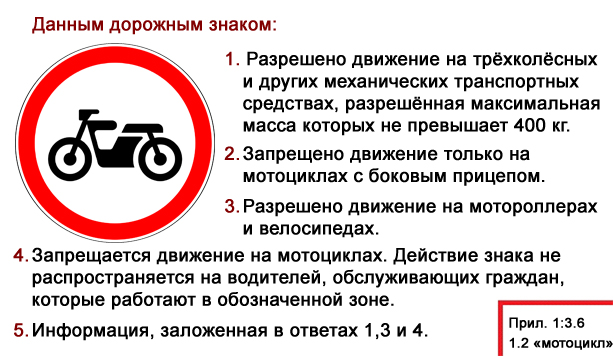 Данным дорожным знаком:
1. Разрешено движение на трёхколёсных
и других механических транспортных
средствах, разрешённая максимальная
масса которых не превышает 400 кг.
2. Запрещено движение только на
мотоциклах с боковым прицепом.
3. Разрешено движение на мотороллерах
и велосипедах.
4. Запрещается движение на мотоциклах. Действие знака не
распространяется на водителей, обслуживающих граждан,
которые работают в обозначенной зоне.
5. Информация, заложенная в ответах 1,3 и 4.
Прил. 1:3.6
1.2 «мотоцикл»